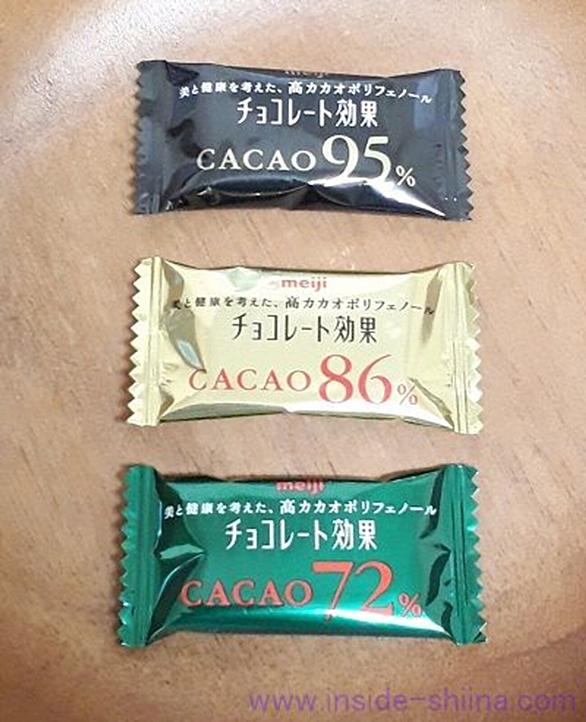 meiji
美と健康を考えた、高カカオポリフェノール
チョコレート効果
CACAO 95%
meiji
美と健康を考えた、高カカオポリフェノール
チョコレート効果
CACAO 86%
meiji
美と健康を考えた、高カカオポリフェノール
チョコレート効果
CACAO 72%
www.inside-shiina.com